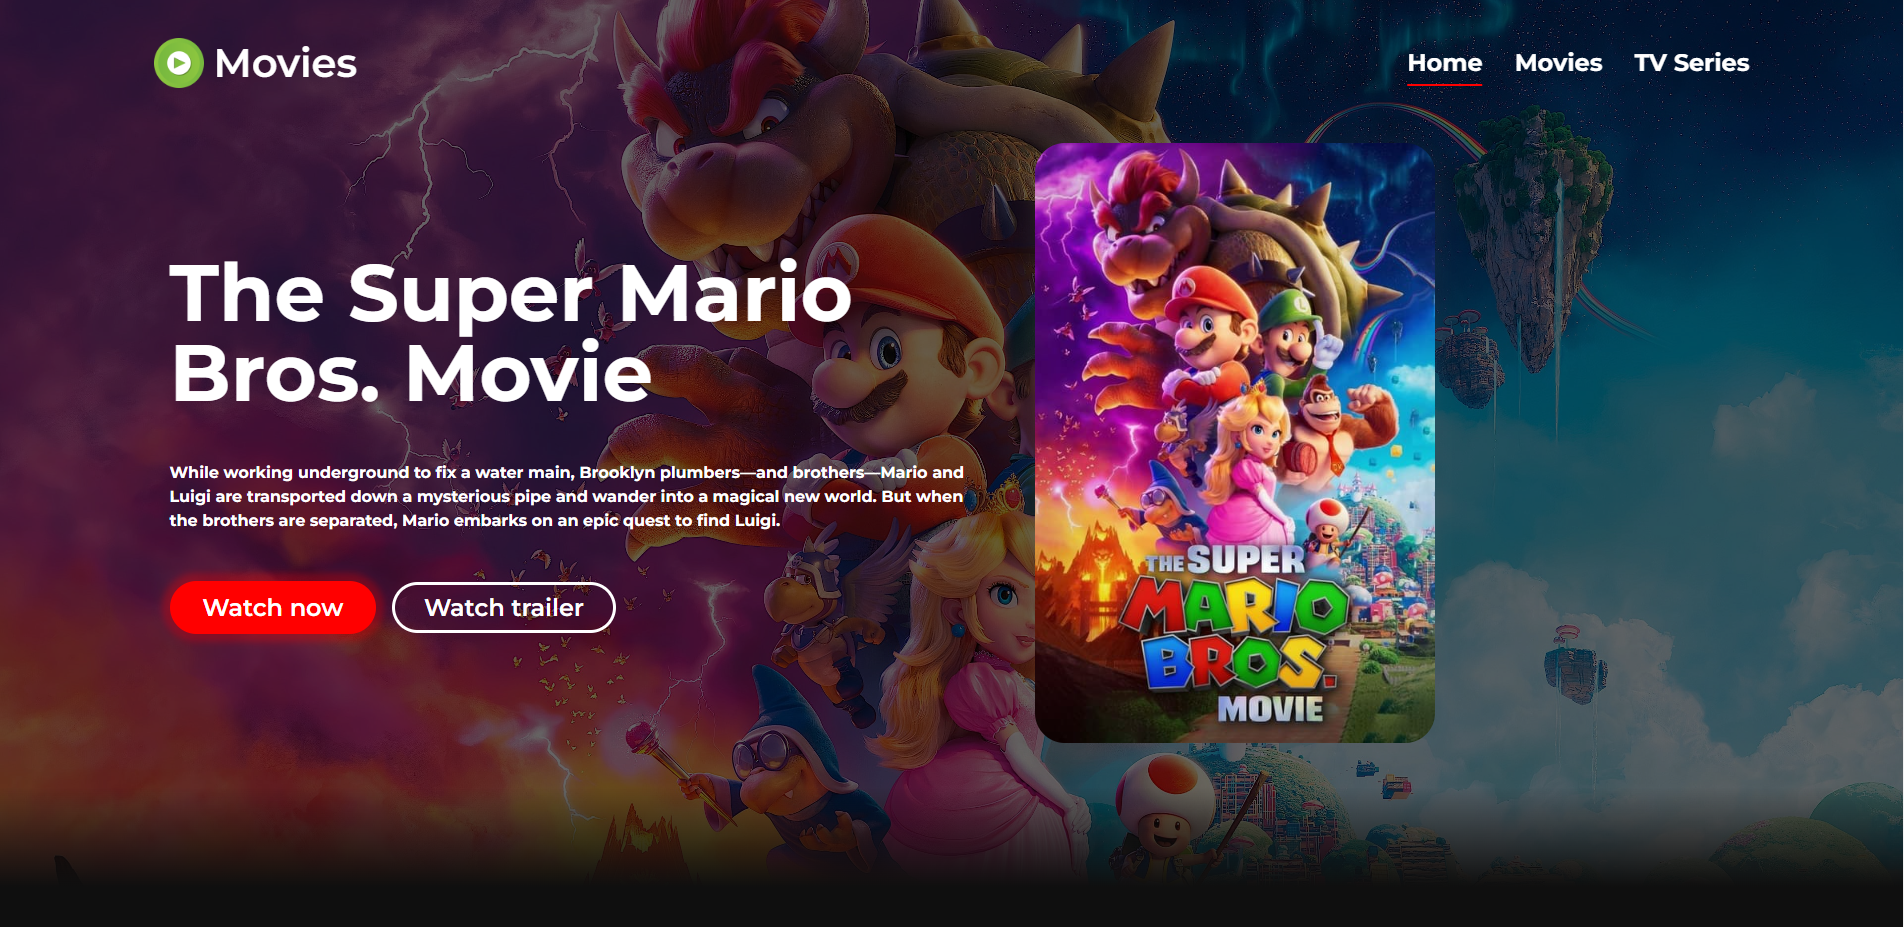 Movies
Home Movies TV Series
The Super Mario
Bros. Movie
While working underground to fix a water main, Brooklyn plumbers—and brothers—Mario and
Luigi are transported down a mysterious pipe and wander into a magical new world. But when
the brothers are separated, Mario embarks on an epic quest to find Luigi.
Watch now
Watch trailer
THE SUPER
MARIO
BROS.
MOVIE